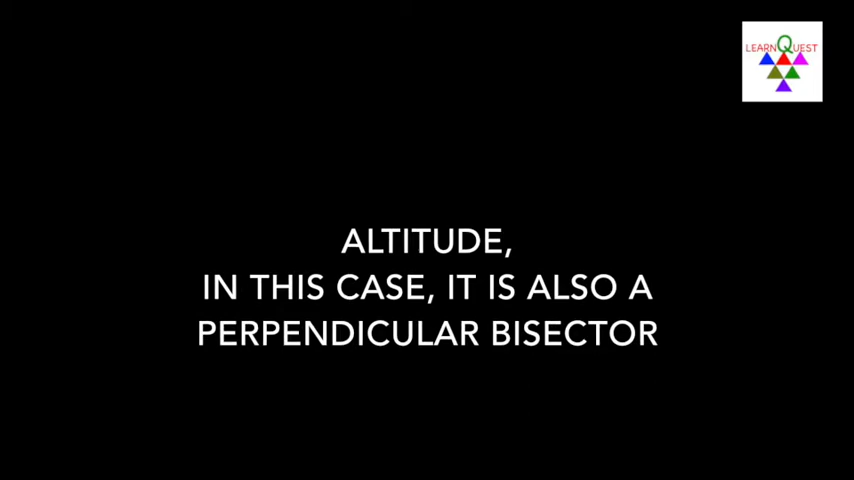 LEARNQUEST
ALTITUDE,
IN THIS CASE, IT IS ALSO A
PERPENDICULAR BISECTOR